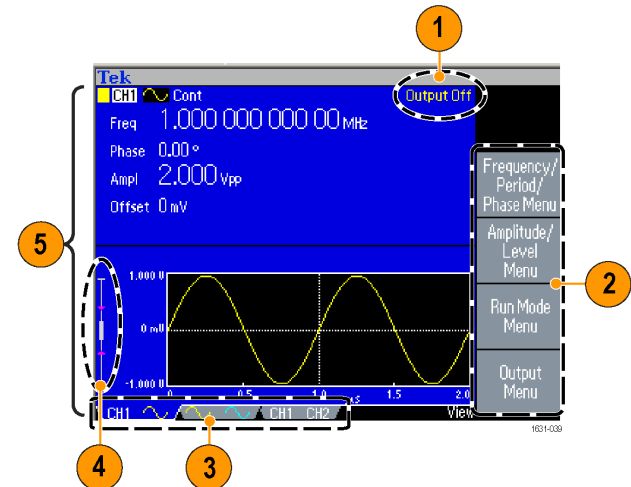 1
Tek
CH1 Cont
Output Off
Freq 1.000 000 000 00 MHz
Phase 0.00 °
Ampl 2.000 Vpp
Offset 0 mV
Frequency/
Period/
Phase Menu
Amplitude/
Level
Menu
Run Mode
Menu
Output
Menu
5
2
1.000 U
0 mU
-1.000 U
0 0.5 1.0 µS 1.5 2.0
CH1 CH1 CH2 View
1631-039
4
3